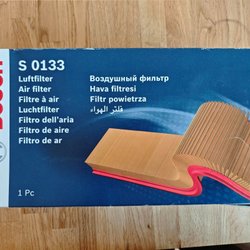 BOSCH
S 0133
Luftfilter
Air filter
Filtre à air
Luchtfilter
Filtro dell'aria
Filtro de aire
Filtro de ar
Воздушный фильтр
Hava filtresi
Filtr powietrza
فلتر الهواء
1 Pc